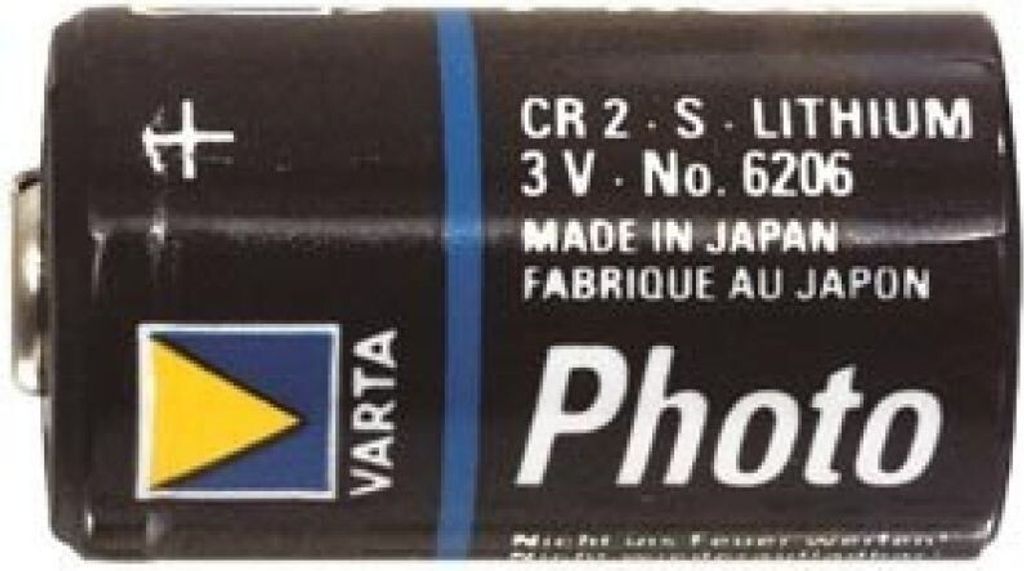 +
VARTA
CR 2 · S · LITHIUM
3 V · No. 6206
MADE IN JAPAN
FABRIQUE AU JAPON
Photo